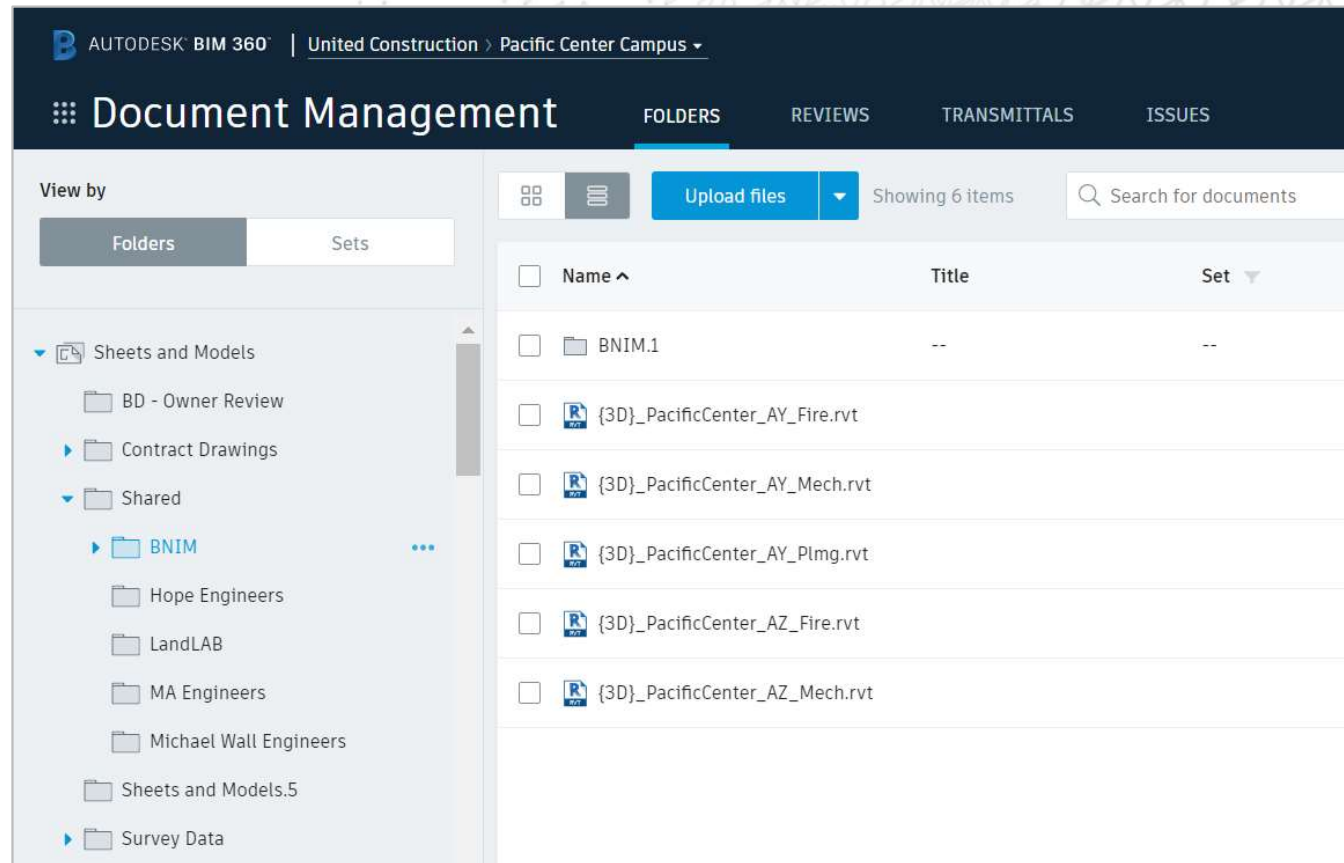 AUTODESK® BIM 360™ | United Construction > Pacific Center Campus
Document Management FOLDERS REVIEWS TRANSMITTALS ISSUES
View by
Folders Sets
Upload files Showing 6 items Search for documents
Name Title Set
Sheets and Models
BD - Owner Review
Contract Drawings
Shared
BNIM
Hope Engineers
LandLAB
MA Engineers
Michael Wall Engineers
Sheets and Models.5
Survey Data
BNIM.1 -- --
{3D}_PacificCenter_AY_Fire.rvt
{3D}_PacificCenter_AY_Mech.rvt
{3D}_PacificCenter_AY_Plmg.rvt
{3D}_PacificCenter_AZ_Fire.rvt
{3D}_PacificCenter_AZ_Mech.rvt